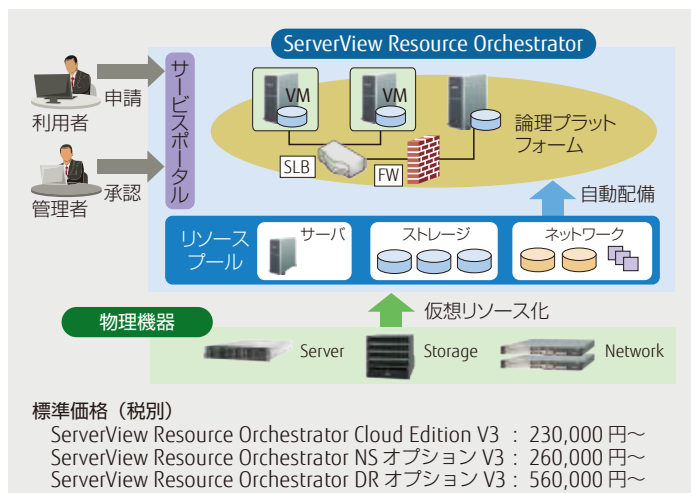 ServerView Resource Orchestrator
利用者
申請
管理者
承認
サービスポータル
VM
VM
SLB
FW
論理プラット
フォーム
自動配備
リソース
プール
サーバ
ストレージ
ネットワーク
仮想リソース化
物理機器
Server
Storage
Network
標準価格（税別）
ServerView Resource Orchestrator Cloud Edition V3 : 230,000 円～
ServerView Resource Orchestrator NS オプション V3 : 260,000 円～
ServerView Resource Orchestrator DR オプション V3 : 560,000 円～